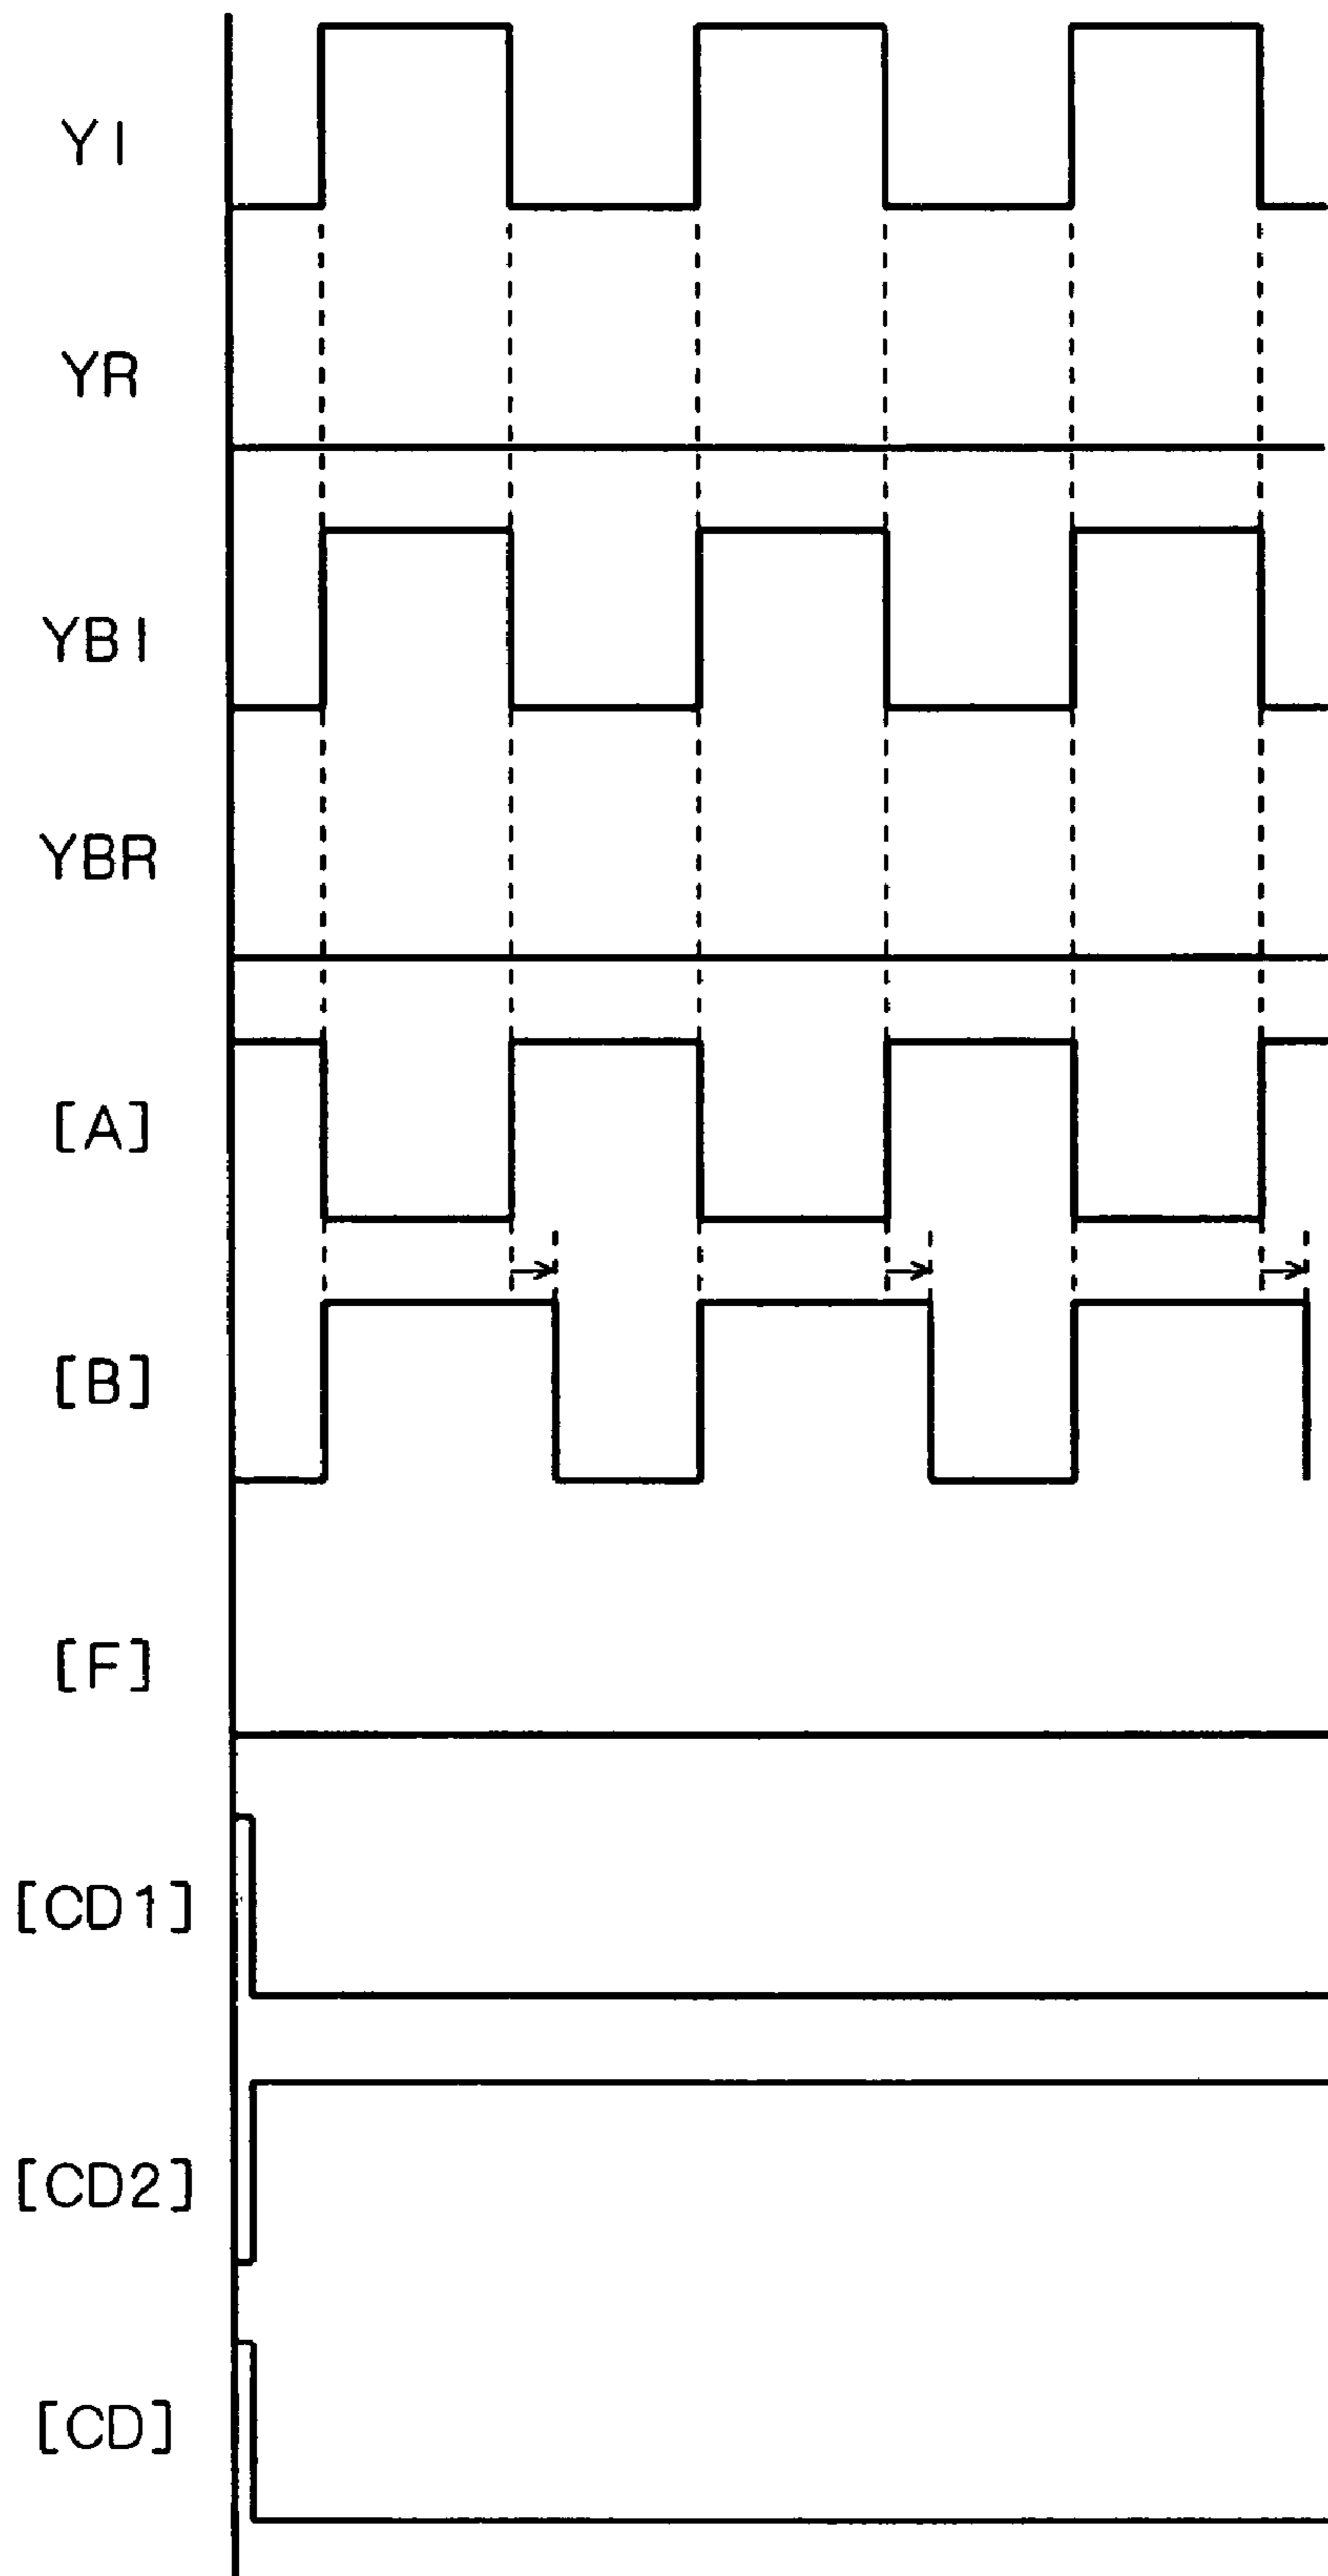 YI
YR
YBI
YBR
[A]
[B]
[F]
[CD1]
[CD2]
[CD]